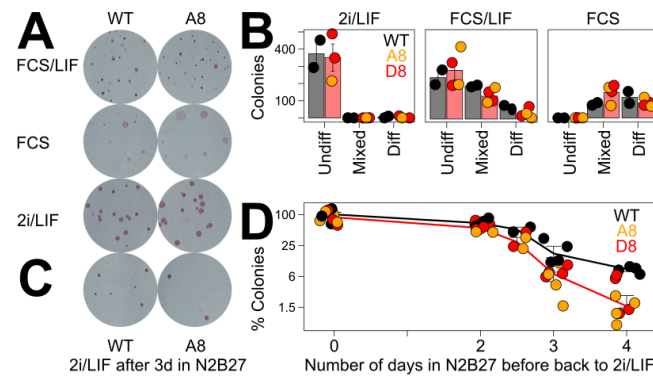 A
WT
A8
FCS/LIF
FCS
2i/LIF
C
WT
A8
2i/LIF after 3d in N2B27
B
2i/LIF
FCS/LIF
FCS
Colonies
400
100
WT
A8
D8
Undiff
Mixed
Diff
Undiff
Mixed
Diff
Undiff
Mixed
Diff
D
WT
A8
D8
% Colonies
100
25
6
1.5
0
2
3
4
Number of days in N2B27 before back to 2i/LIF